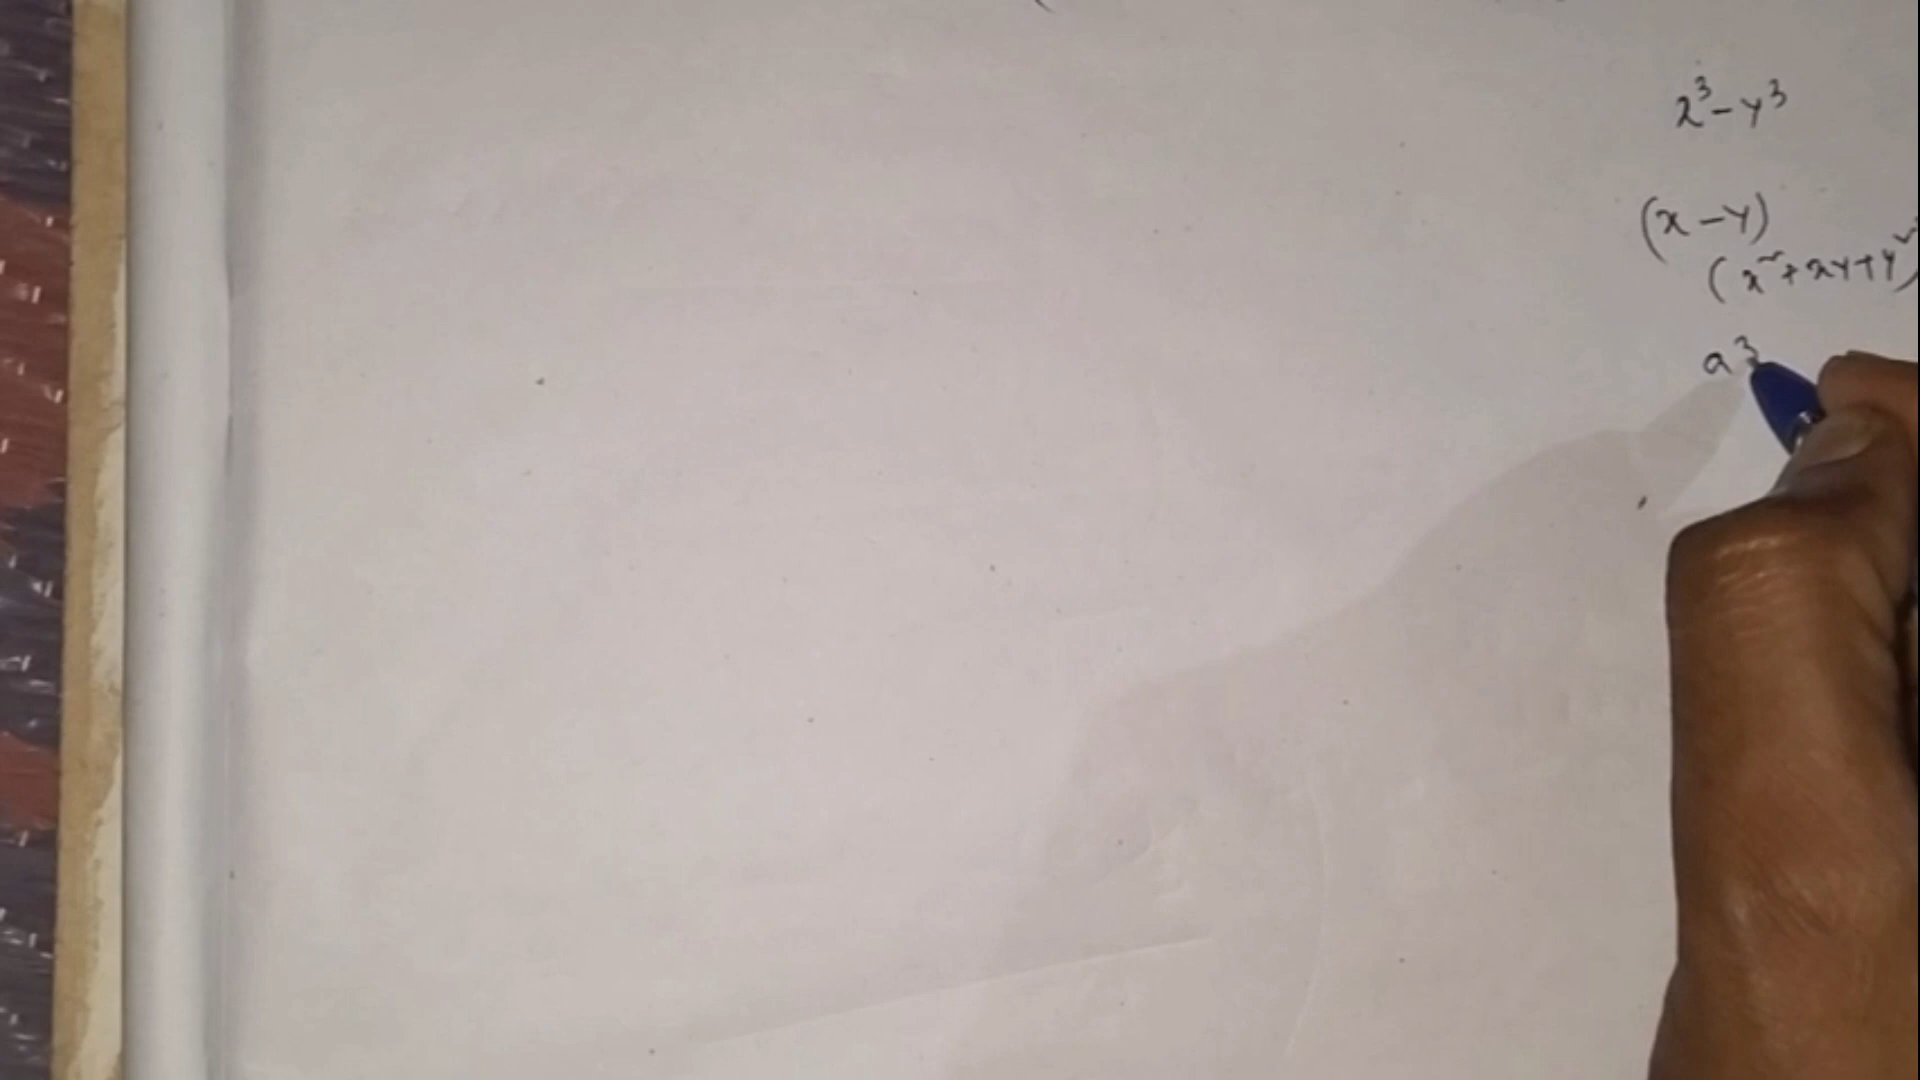 x³-y³
(x-y)
(x²+xy+y²)
a³